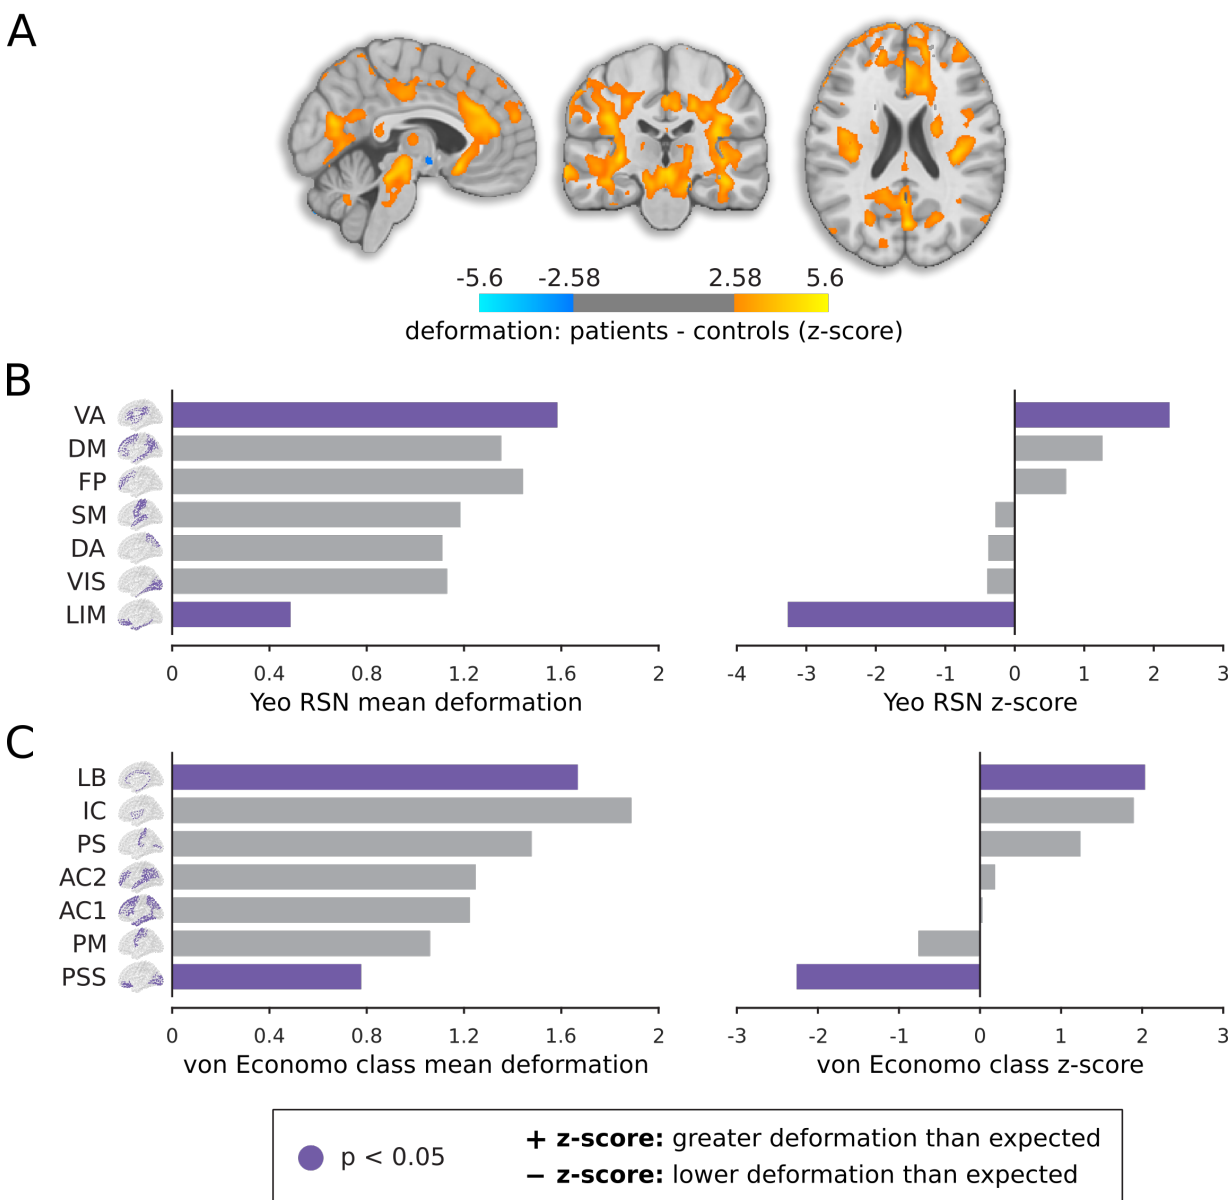 A
-5.6 -2.58 2.58 5.6
deformation: patients - controls (z-score)
B
VA
DM
FP
SM
DA
VIS
LIM
0 0.4 0.8 1.2 1.6 2
Yeo RSN mean deformation
-4 -3 -2 -1 0 1 2 3
Yeo RSN z-score
C
LB
IC
PS
AC2
AC1
PM
PSS
0 0.4 0.8 1.2 1.6 2
von Economo class mean deformation
-3 -2 -1 0 1 2 3
von Economo class z-score
p < 0.05
+ z-score: greater deformation than expected
− z-score: lower deformation than expected